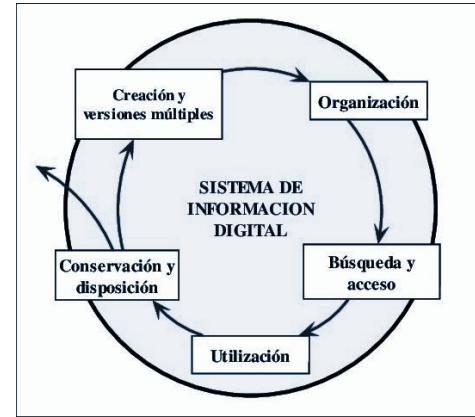 Creación y
versiones múltiples
Organización
SISTEMA DE
INFORMACION
DIGITAL
Búsqueda y
acceso
Conservación y
disposición
Utilización